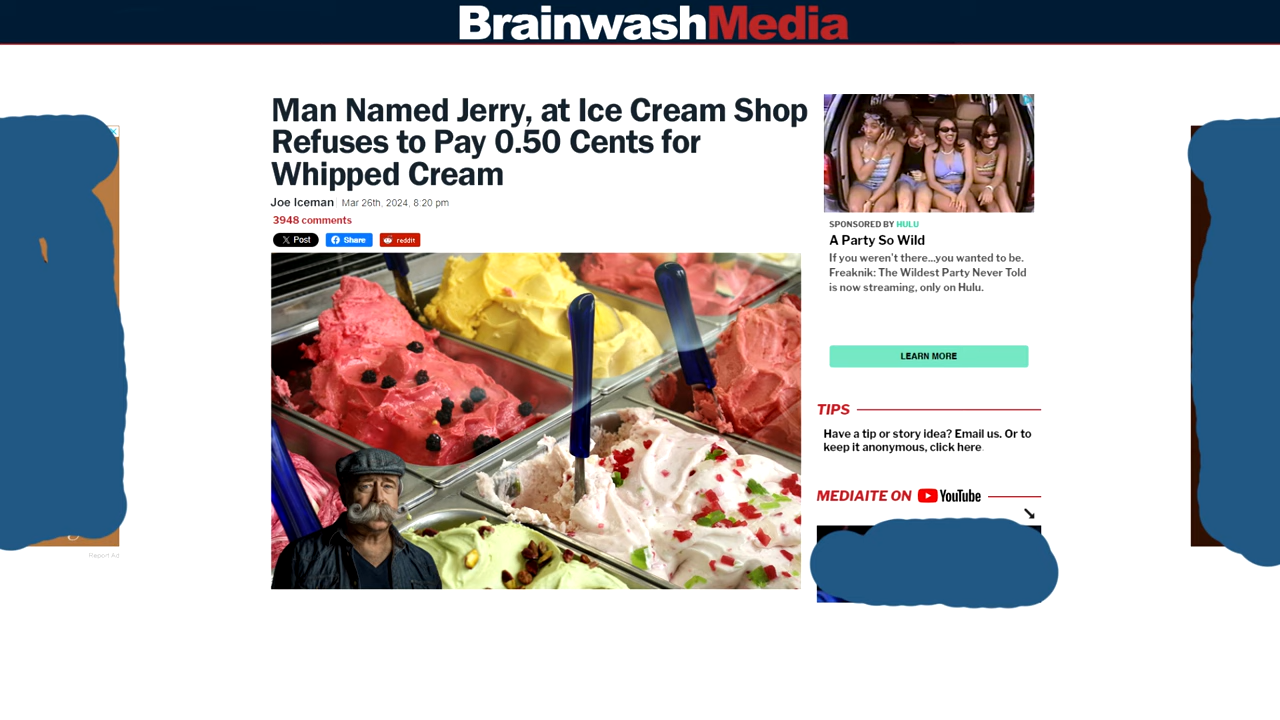 BrainwashMedia
Man Named Jerry, at Ice Cream Shop
Refuses to Pay 0.50 Cents for
Whipped Cream
Joe Iceman Mar 26th, 2024, 8:20 pm
3948 comments
Post Share reddit
SPONSORED BY HULU
A Party So Wild
If you weren't there...you wanted to be.
Freaknik: The Wildest Party Never Told
is now streaming, only on Hulu.
LEARN MORE
TIPS
Have a tip or story idea? Email us. Or to
keep it anonymous, click here.
MEDIAITE ON YouTube
Report Ad